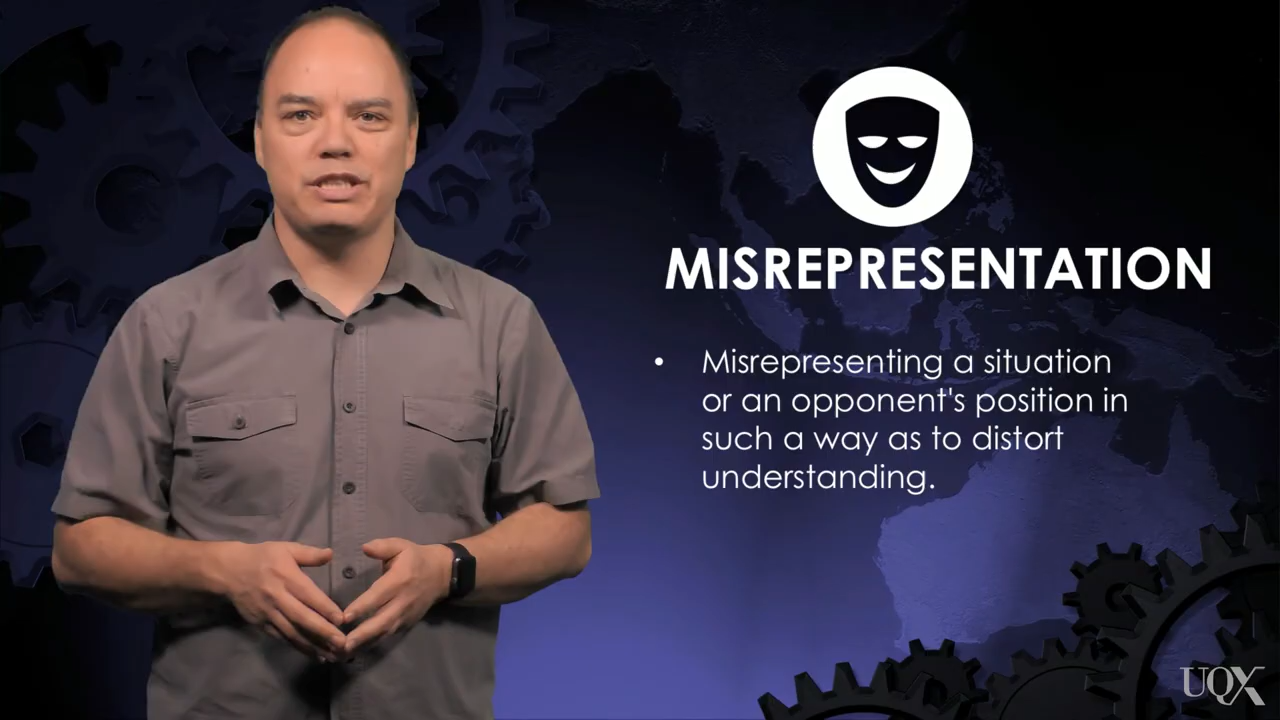 MISREPRESENTATION
• Misrepresenting a situation
or an opponent's position in
such a way as to distort
understanding.
UQX